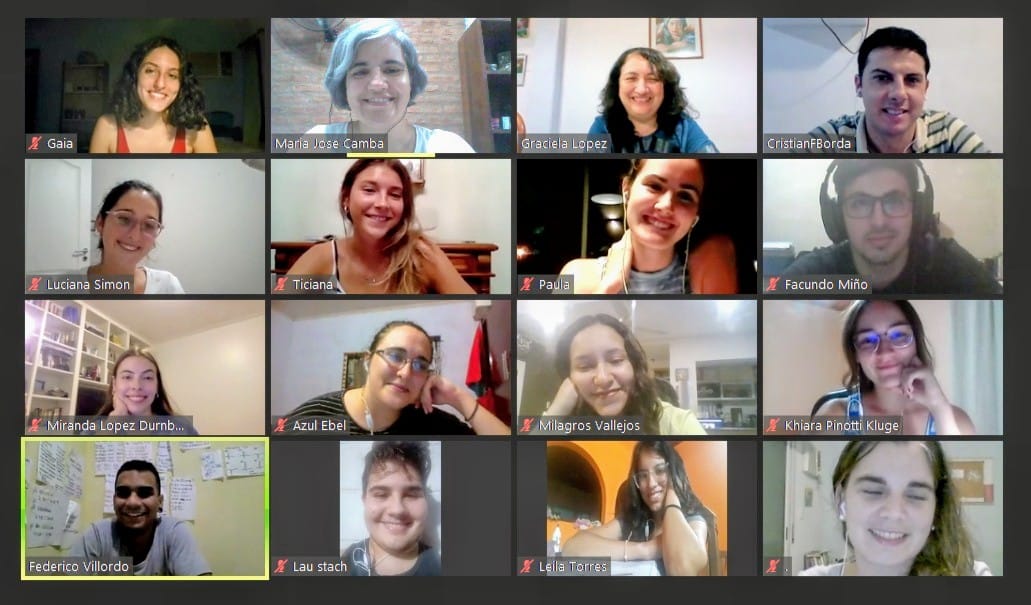 Gaia
Maria Jose Camba
Graciela Lopez
CristianFBorda
Luciana Simon
Ticiana
Paula
Facundo Miño
Miranda Lopez Durnb...
Azul Ebel
Milagros Vallejos
Khiara Pinotti Kluge
Federico Villordo
Lau stach
Leila Torres
.